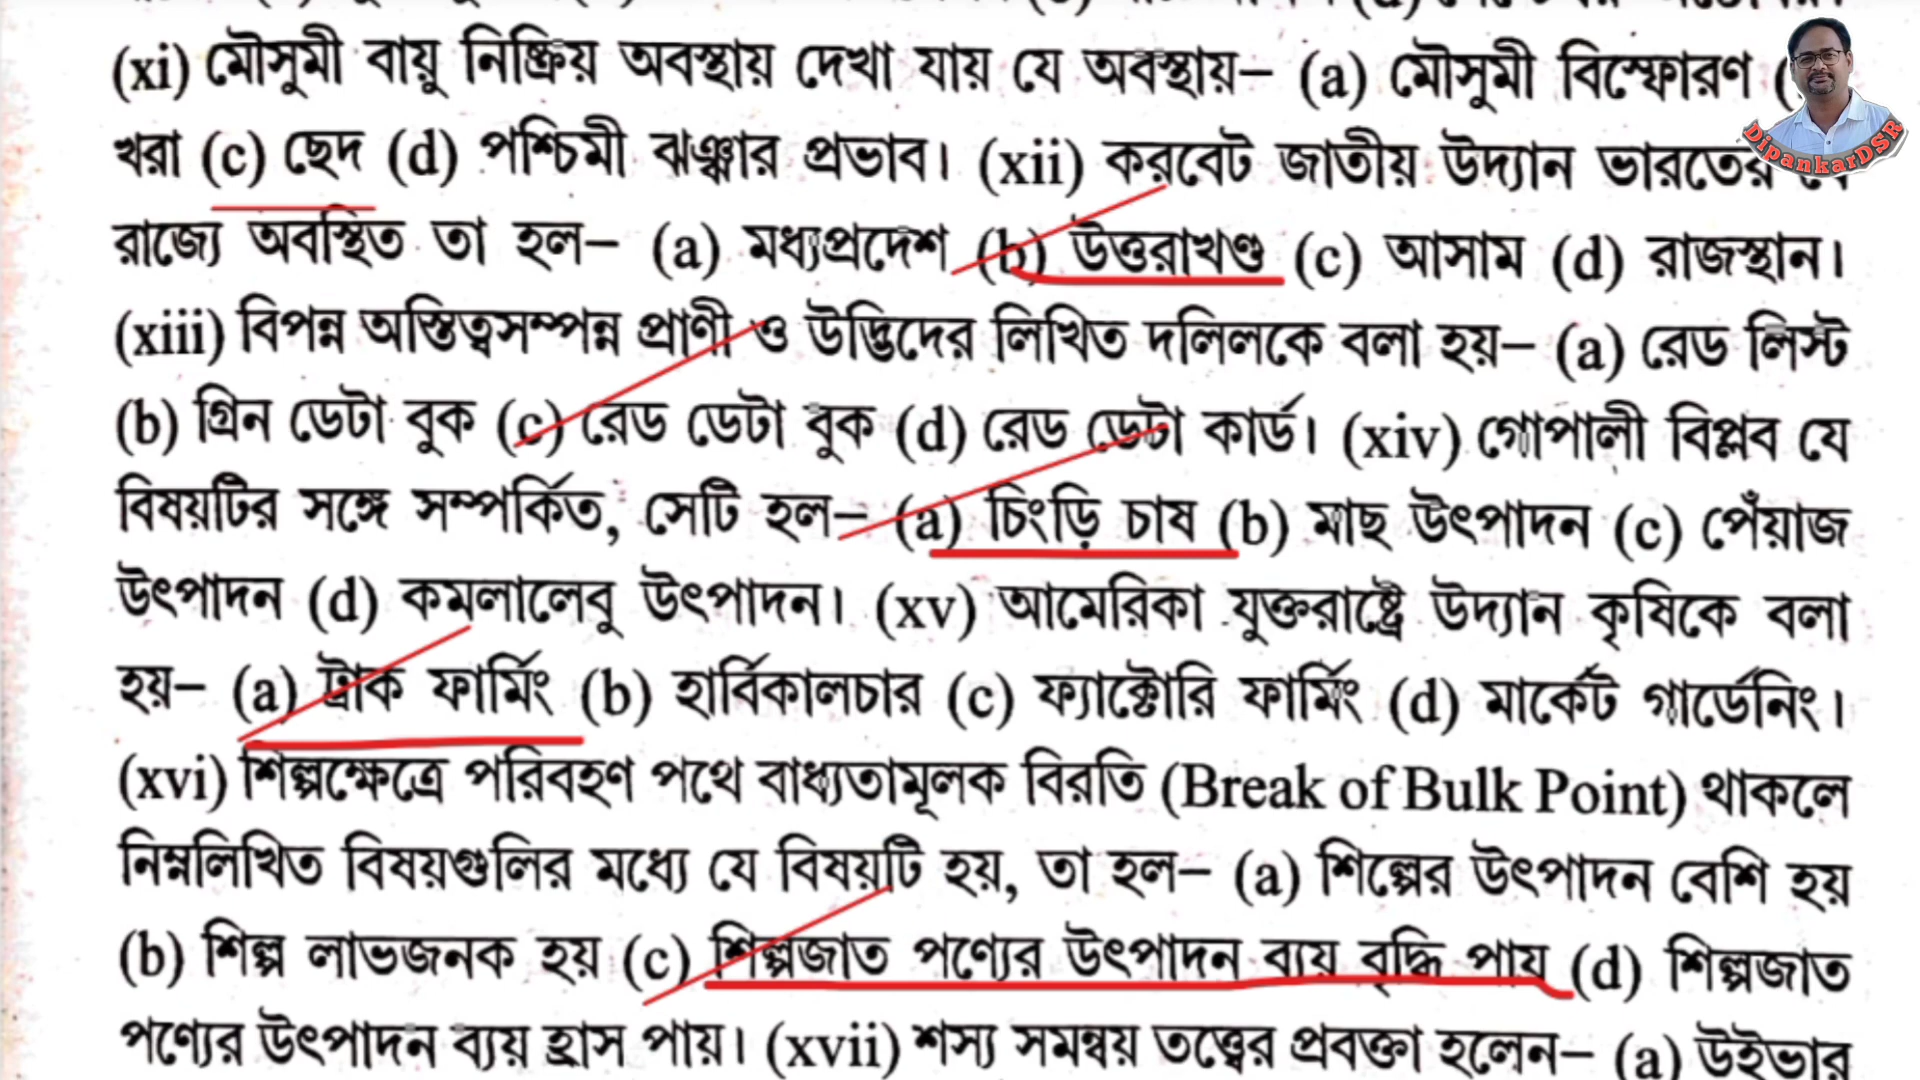 (xi) মৌসুমী বায়ু নিষ্ক্রিয় অবস্থায় দেখা যায় যে অবস্থায়– (a) মৌসুমী বিস্ফোরণ (
খরা (c) ছেদ (d) পশ্চিমী ঝঞ্ঝার প্রভাব। (xii) করবেট জাতীয় উদ্যান ভারতের যে
DipankarDSR
রাজ্যে অবস্থিত তা হল– (a) মধ্যপ্রদেশ (b) উত্তরাখণ্ড (c) আসাম (d) রাজস্থান।
(xiii) বিপন্ন অস্তিত্বসম্পন্ন প্রাণী ও উদ্ভিদের লিখিত দলিলকে বলা হয়– (a) রেড লিস্ট
(b) গ্রিন ডেটা বুক (c) রেড ডেটা বুক (d) রেড ডেটা কার্ড। (xiv) গোপালী বিপ্লব যে
বিষয়টির সঙ্গে সম্পর্কিত, সেটি হল– (a) চিংড়ি চাষ (b) মাছ উৎপাদন (c) পেঁয়াজ
উৎপাদন (d) কমলালেবু উৎপাদন। (xv) আমেরিকা যুক্তরাষ্ট্রে উদ্যান কৃষিকে বলা
হয়– (a) ট্রাক ফার্মিং (b) হার্বিকালচার (c) ফ্যাক্টোরি ফার্মিং (d) মার্কেট গার্ডেনিং।
(xvi) শিল্পক্ষেত্রে পরিবহণ পথে বাধ্যতামূলক বিরতি (Break of Bulk Point) থাকলে
নিম্নলিখিত বিষয়গুলির মধ্যে যে বিষয়টি হয়, তা হল– (a) শিল্পের উৎপাদন বেশি হয়
(b) শিল্প লাভজনক হয় (c) শিল্পজাত পণ্যের উৎপাদন ব্যয় বৃদ্ধি পায় (d) শিল্পজাত
পণ্যের উৎপাদন ব্যয় হ্রাস পায়। (xvii) শস্য সমন্বয় তত্ত্বের প্রবক্তা হলেন– (a) উইভার